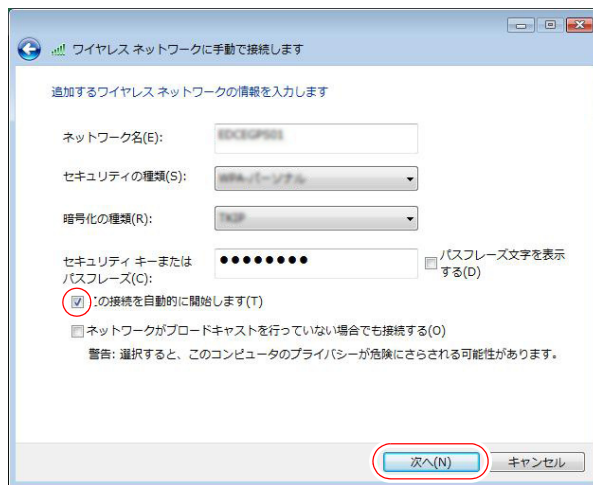 ワイヤレス ネットワークに手動で接続します
追加するワイヤレス ネットワークの情報を入力します
ネットワーク名(E):
セキュリティの種類(S):
暗号化の種類(R):
セキュリティ キーまたは
パスフレーズ(C):
●●●●●●●●
パスフレーズ文字を表示
する(D)
の接続を自動的に開始します(T)
ネットワークがブロードキャストを行っていない場合でも接続する(O)
警告: 選択すると、このコンピュータのプライバシーが危険にさらされる可能性があります。
次へ(N)
キャンセル